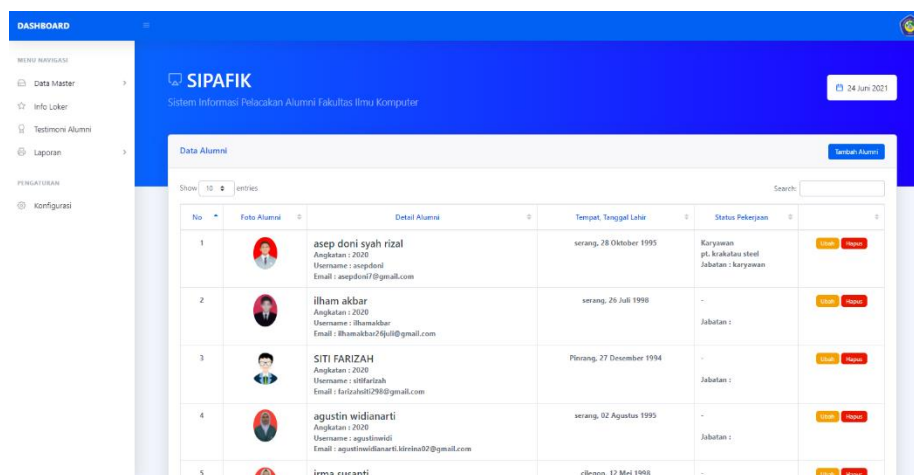 DASHBOARD
MENU NAVIGASI
Data Master
Info Loker
Testimoni Alumni
Laporan
PENGATURAN
Konfigurasi
SIPAFIK
Sistem Informasi Pelacakan Alumni Fakultas Ilmu Komputer
24 Juni 2021
Data Alumni
Tambah Alumni
Show 10 entries
Search:
No Foto Alumni Detail Alumni Tempat, Tanggal Lahir Status Pekerjaan
1 asep doni syah rizal serang, 28 Oktober 1995 Karyawan Ubah Hapus
Angkatan : 2020 pt. krakatau steel
Username : asepdoni Jabatan : karyawan
Email : asepdoni7@gmail.com
2 ilham akbar serang, 26 Juli 1998 - Ubah Hapus
Angkatan : 2020
Username : ilhamakbar Jabatan :
Email : ilhamakbar26juli@gmail.com
3 SITI FARIZAH Pinrang, 27 Desember 1994 - Ubah Hapus
Angkatan : 2020
Username : sitifarizah Jabatan :
Email : farizahsiti298@gmail.com
4 agustin widianarti serang, 02 Agustus 1995 - Ubah Hapus
Angkatan : 2020
Username : agustinwidi Jabatan :
Email : agustinwidianarti.kireina02@gmail.com
5 irma susanti cilegon, 12 Mei 1998 - Ubah Hapus